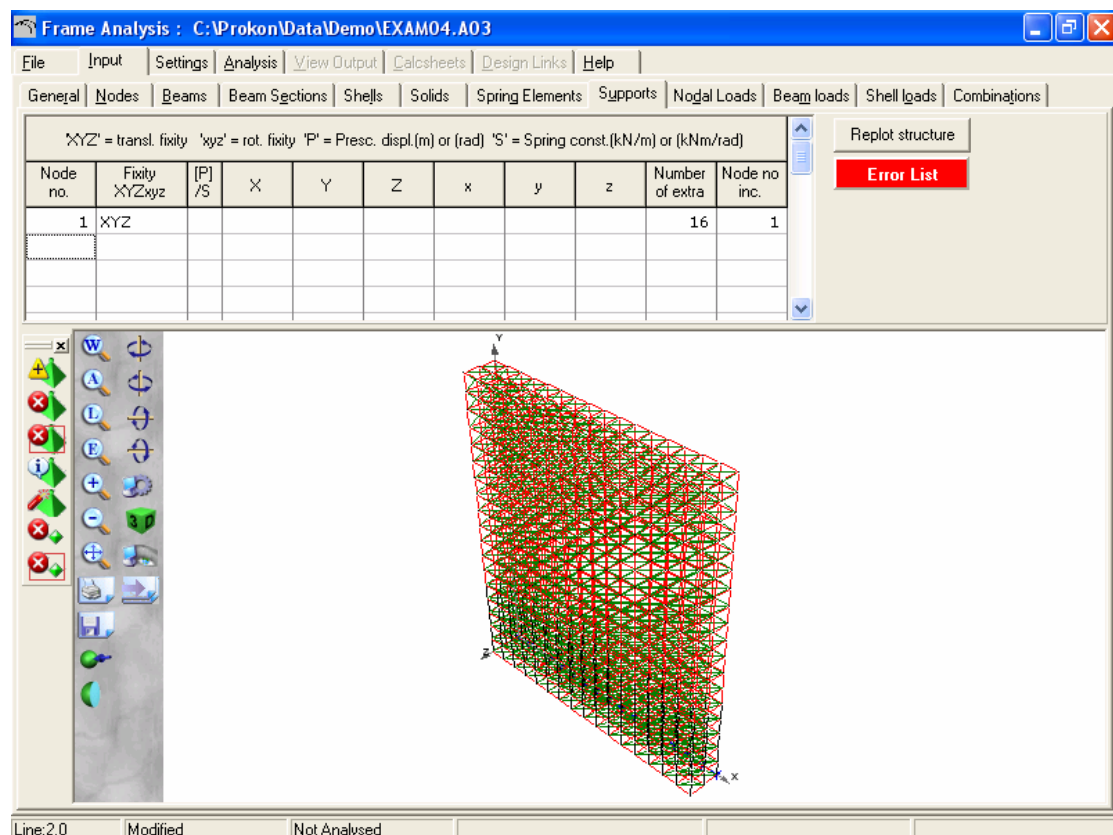 Frame Analysis : C:\Prokon\Data\Demo\EXAM04.A03
File Input Settings Analysis View Output Calcsheets Design Links Help
General Nodes Beams Beam Sections Shells Solids Spring Elements Supports Nodal Loads Beam loads Shell loads Combinations
'XYZ' = transl. fixity 'xyz' = rot. fixity 'P' = Presc. displ.(m) or (rad) 'S' = Spring const.(kN/m) or (kNm/rad)
Replot structure
Error List
Node no. Fixity XYZxyz [P] /S X Y Z x y z Number of extra Node no inc.
1 XYZ 16 1
W
A
L
E
3D
Y
Z
X
Line:2.0 Modified Not Analysed